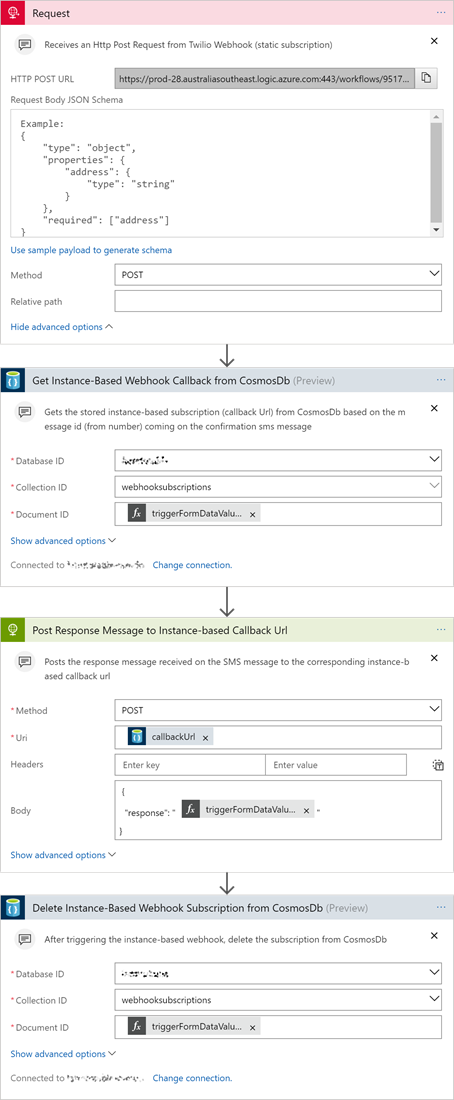 Request
...
Receives an Http Post Request from Twilio Webhook (static subscription)
HTTP POST URL
https://prod-28.australiasoutheast.logic.azure.com:443/workflows/9517...
Request Body JSON Schema
Example:
{
"type": "object",
"properties": {
"address": {
"type": "string"
}
},
"required": ["address"]
}
Use sample payload to generate schema
Method
POST
Relative path
Hide advanced options
Get Instance-Based Webhook Callback from CosmosDb (Preview)
...
Gets the stored instance-based subscription (callback Url) from CosmosDb based on the m
essage id (from number) coming on the confirmation sms message
* Database ID
* Collection ID
webhooksubscriptions
* Document ID
fx triggerFormDataValu... x
Show advanced options
Connected to
Change connection.
Post Response Message to Instance-based Callback Url
...
Posts the response message received on the SMS message to the corresponding instance-b
ased callback url
* Method
POST
* Uri
callbackUrl x
Headers
Enter key
Enter value
Body
{
"response": " fx triggerFormDataValu... x "
}
Show advanced options
Delete Instance-Based Webhook Subscription from CosmosDb (Preview)
...
After triggering the instance-based webhook, delete the subscription from CosmosDb
* Database ID
* Collection ID
webhooksubscriptions
* Document ID
fx triggerFormDataValu... x
Show advanced options
Connected to
Change connection.